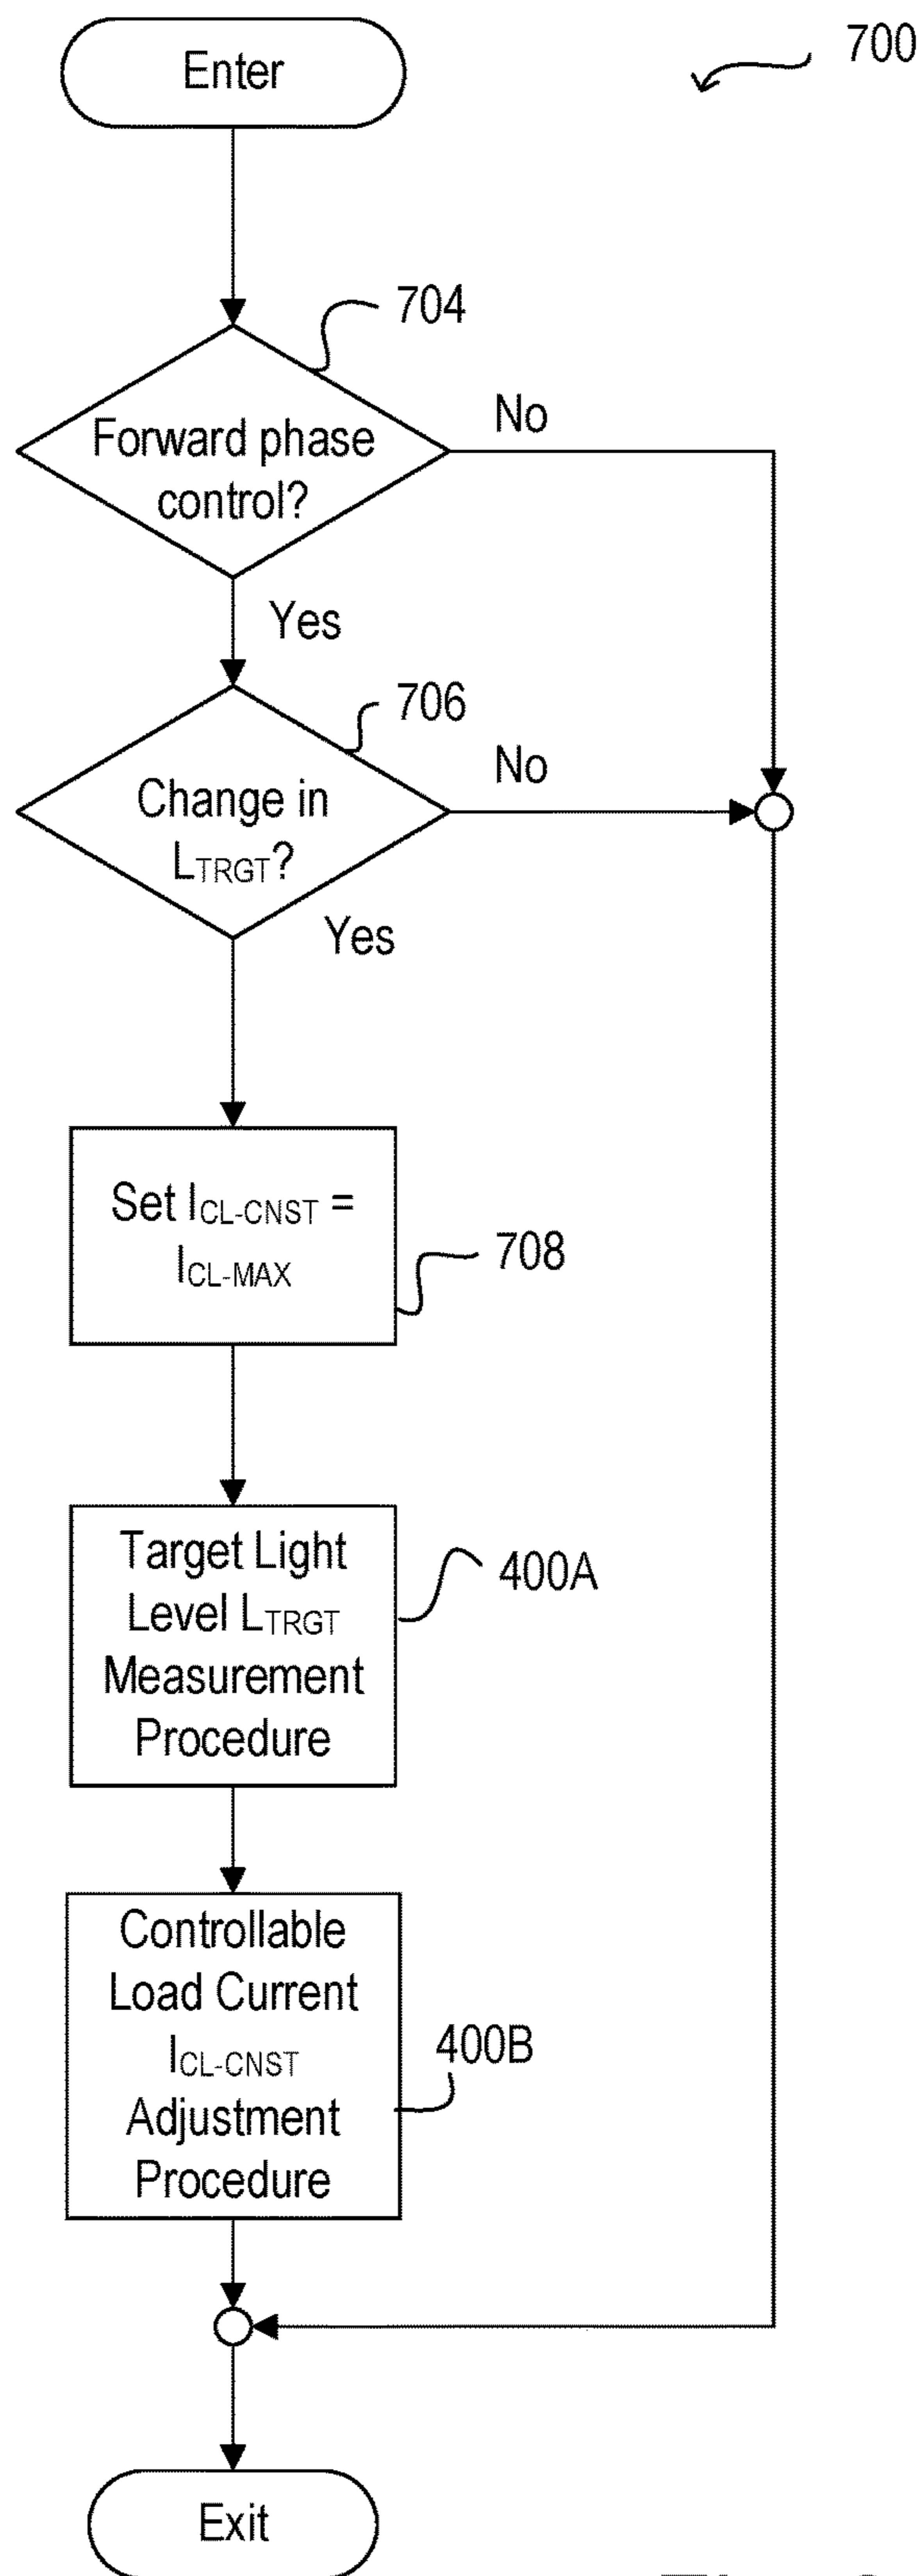 Enter
700
704
Forward phase
control?
No
Yes
706
Change in
LTRGT?
No
Yes
Set ICL-CNST =
ICL-MAX
708
Target Light
Level LTRGT
Measurement
Procedure
400A
Controllable
Load Current
ICL-CNST
Adjustment
Procedure
400B
Exit